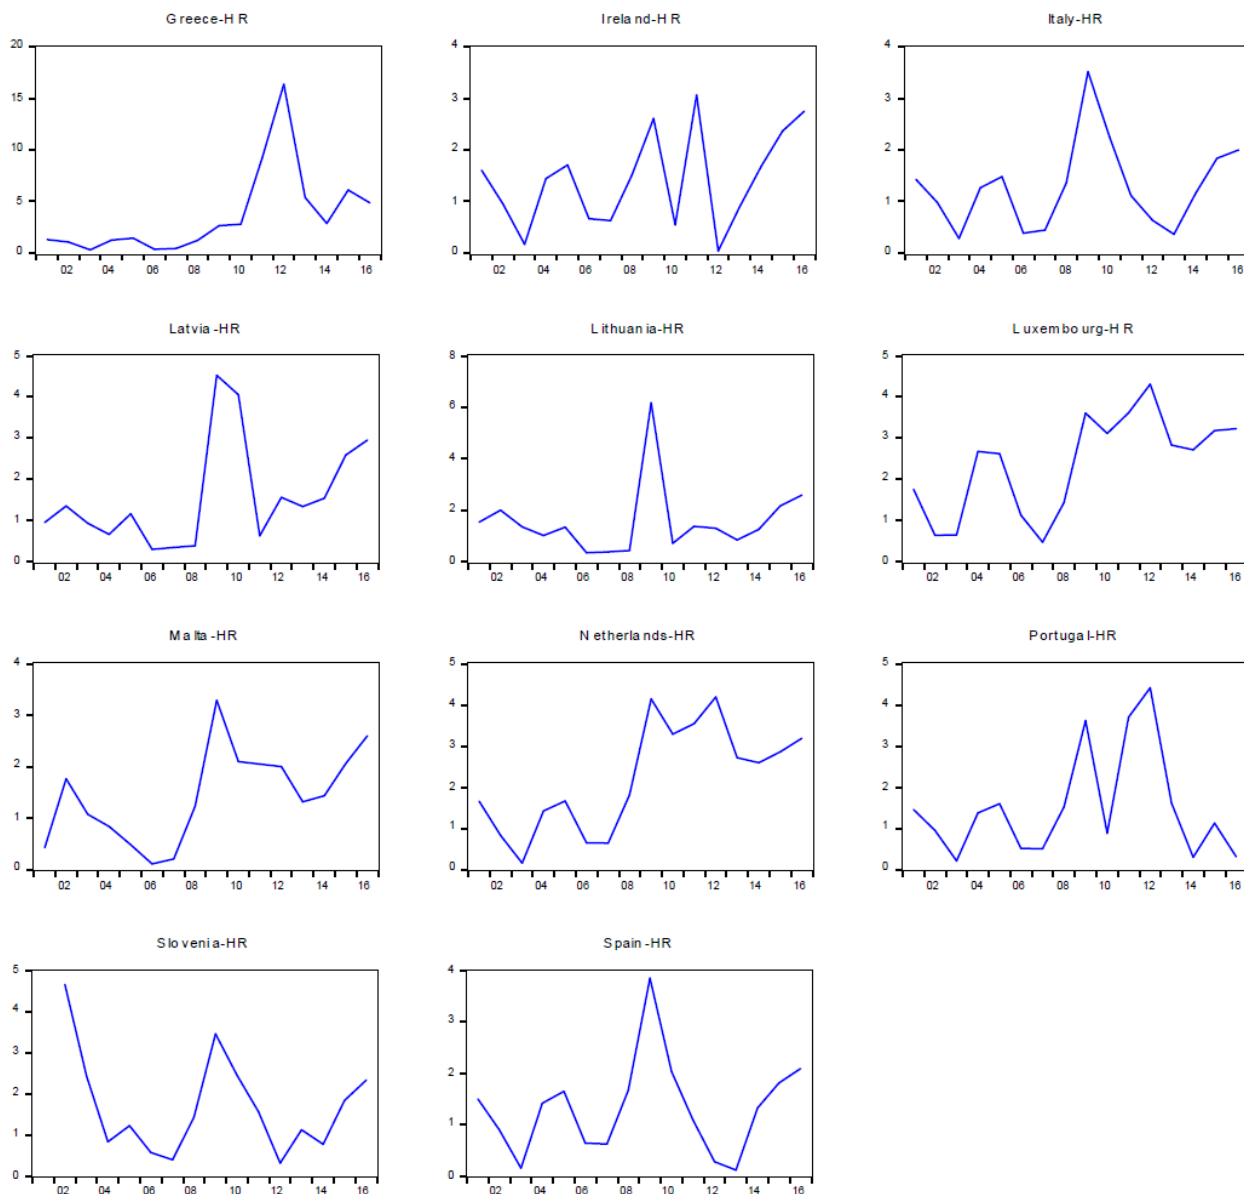 Greece-HR Ireland-HR Italy-HR
20 4 4
15 3 3
10 2 2
5 1 1
0 0 0
02 04 06 08 10 12 14 16 02 04 06 08 10 12 14 16 02 04 06 08 10 12 14 16
Latvia-HR Lithuania-HR Luxembourg-HR
5 8 5
4 6 4
3 4 3
2 2 2
1 0 1
0 0
02 04 06 08 10 12 14 16 02 04 06 08 10 12 14 16 02 04 06 08 10 12 14 16
Malta-HR Netherlands-HR Portugal-HR
4 5 5
3 4 4
2 3 3
1 2 2
0 1 1
0 0
02 04 06 08 10 12 14 16 02 04 06 08 10 12 14 16 02 04 06 08 10 12 14 16
Slovenia-HR Spain-HR
5 4
4 3
3 2
2 1
1 0
0
02 04 06 08 10 12 14 16 02 04 06 08 10 12 14 16